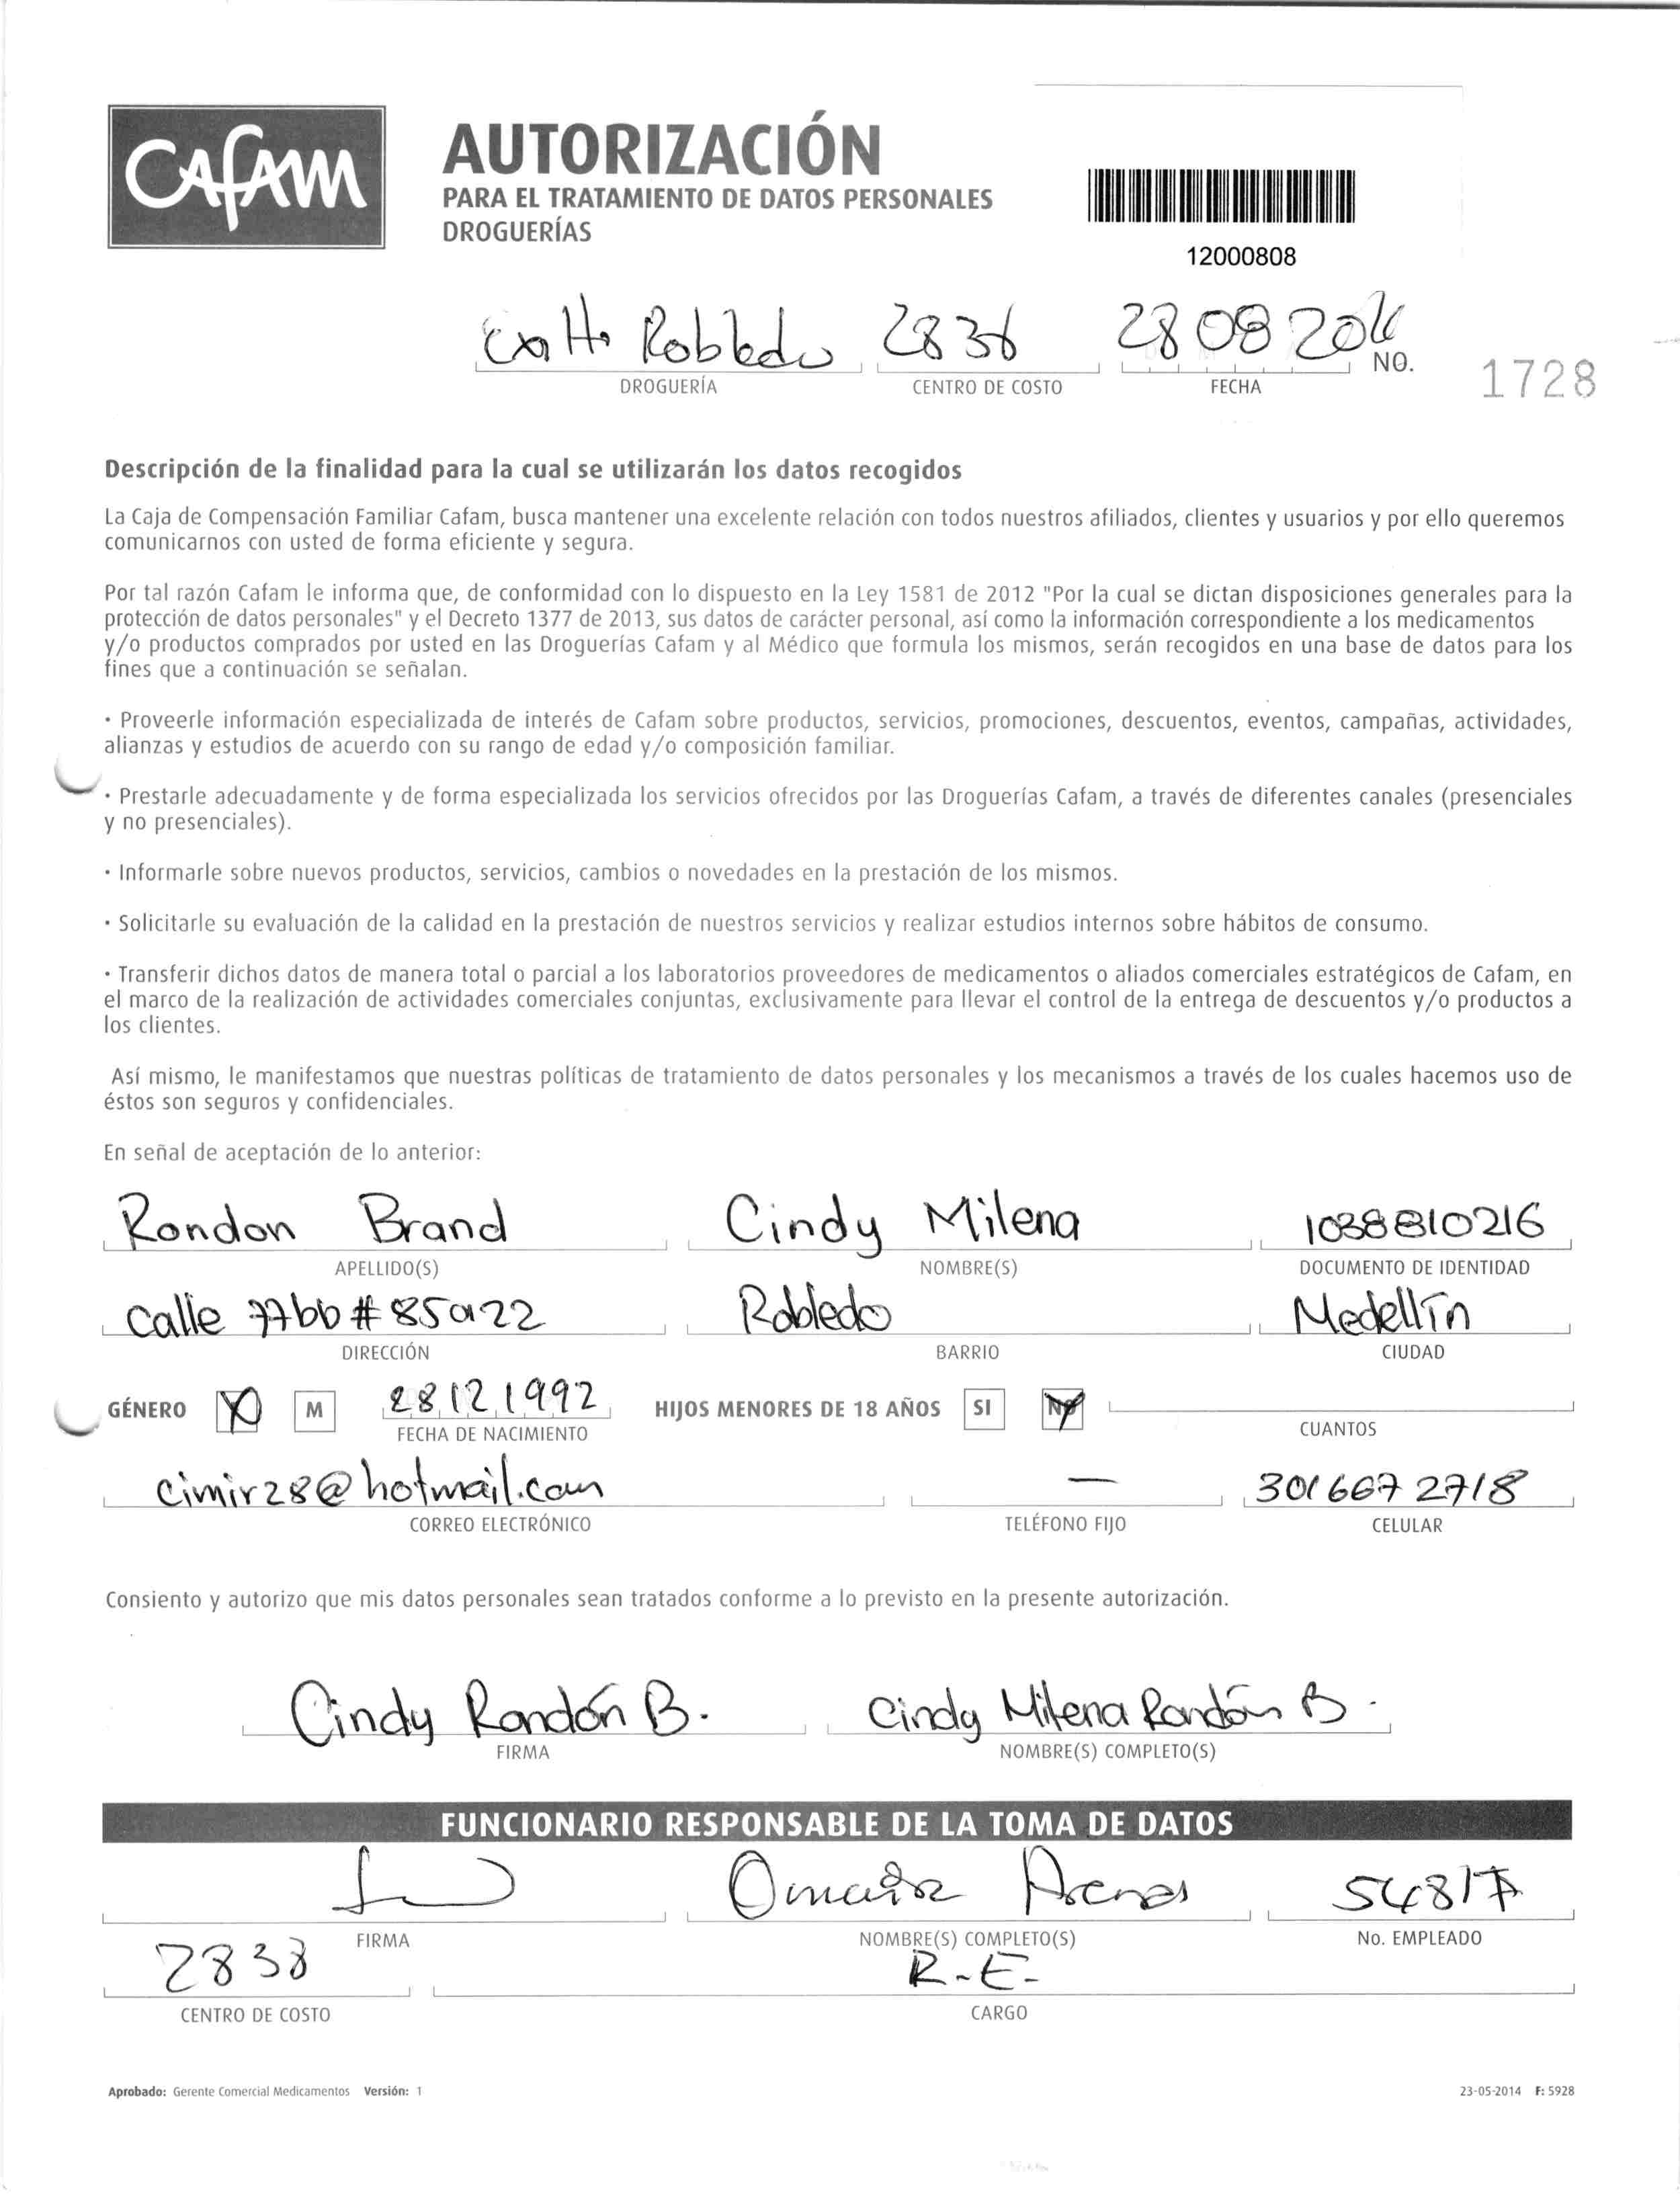 CAFAM
AUTORIZACIÓN
PARA EL TRATAMIENTO DE DATOS PERSONALES
DROGUERÍAS
12000808
Robledo 2836 28 08
DROGUERÍA CENTRO DE COSTO FECHA NO. 1728
Descripción de la finalidad para la cual se utilizarán los datos recogidos
La Caja de Compensación Familiar Cafam, busca mantener una excelente relación con todos nuestros afiliados, clientes y usuarios y por ello queremos
comunicarnos con usted de forma eficiente y segura.
Por tal razón Cafam le informa que, de conformidad con lo dispuesto en la Ley 1581 de 2012 "Por la cual se dictan disposiciones generales para la
protección de datos personales" y el Decreto 1377 de 2013, sus datos de carácter personal, así como la información correspondiente a los medicamentos
y/o productos comprados por usted en las Droguerías Cafam y al Médico que formula los mismos, serán recogidos en una base de datos para los
fines que a continuación se señalan.
· Proveerle información especializada de interés de Cafam sobre productos, servicios, promociones, descuentos, eventos, campañas, actividades,
alianzas y estudios de acuerdo con su rango de edad y/o composición familiar.
· Prestarle adecuadamente y de forma especializada los servicios ofrecidos por las Droguerías Cafam, a través de diferentes canales (presenciales
y no presenciales).
· Informarle sobre nuevos productos, servicios, cambios o novedades en la prestación de los mismos.
· Solicitarle su evaluación de la calidad en la prestación de nuestros servicios y realizar estudios internos sobre hábitos de consumo.
· Transferir dichos datos de manera total o parcial a los laboratorios proveedores de medicamentos o aliados comerciales estratégicos de Cafam, en
el marco de la realización de actividades comerciales conjuntas, exclusivamente para llevar el control de la entrega de descuentos y/o productos a
los clientes.
Así mismo, le manifestamos que nuestras políticas de tratamiento de datos personales y los mecanismos a través de los cuales hacemos uso de
éstos son seguros y confidenciales.
En señal de aceptación de lo anterior:
Rondon Brand Cindy Milena 1038810216
APELLIDO(S) NOMBRE(S) DOCUMENTO DE IDENTIDAD
Calle 77bb # 85a22 Robledo Medellín
DIRECCIÓN BARRIO CIUDAD
GÉNERO X M 28 12 1992 HIJOS MENORES DE 18 AÑOS SI NO
FECHA DE NACIMIENTO CUANTOS
cimir28@hotmail.com — 301 667 2718
CORREO ELECTRÓNICO TELÉFONO FIJO CELULAR
Consiento y autorizo que mis datos personales sean tratados conforme a lo previsto en la presente autorización.
Cindy Rondón B. Cindy Milena Rondón B.
FIRMA NOMBRE(S) COMPLETO(S)
FUNCIONARIO RESPONSABLE DE LA TOMA DE DATOS
Omaira Arenas 54817
FIRMA NOMBRE(S) COMPLETO(S) No. EMPLEADO
2838 R.E.
CENTRO DE COSTO CARGO
Aprobado: Gerente Comercial Medicamentos Versión: 1 23-05-2014 F: 5928